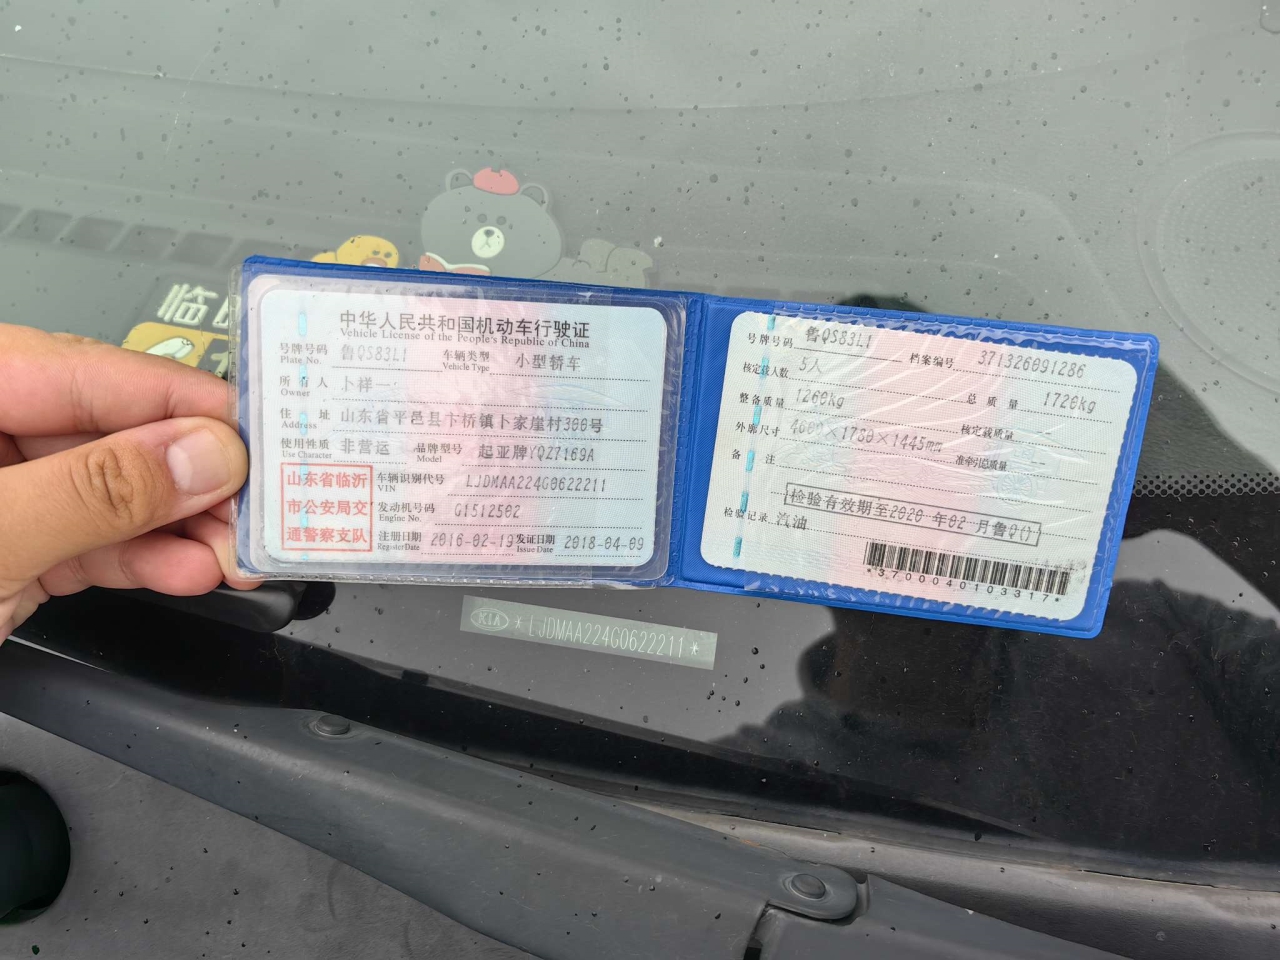 中华人民共和国机动车行驶证
Vehicle License of the People's Republic of China
号牌号码 鲁QS83L1 车辆类型 小型轿车
Plate No. Vehicle Type
所有人 卜祥一
Owner
住址 山东省平邑县卞桥镇卜家崖村300号
Address
使用性质 非营运 品牌型号 起亚牌YQZ7169A
Use Character Model
山东省临沂
市公安局交
通警察支队
车辆识别代号 LJDMAA224G0622211
VIN
发动机号码 G1512502
Engine No.
注册日期 2016-02-19 发证日期 2018-04-09
Register Date Issue Date
号牌号码 鲁QS83L1 档案编号 371326091286
核定载人数 5人 总质量 1720kg
整备质量 1260kg 核定载质量 --
外廓尺寸 4600×1780×1445mm 准牵引总质量 --
备注
检验有效期至2020年02月鲁Q()
检验记录 汽油
*3700040103317*
KIA *LJDMAA224G0622211*
临